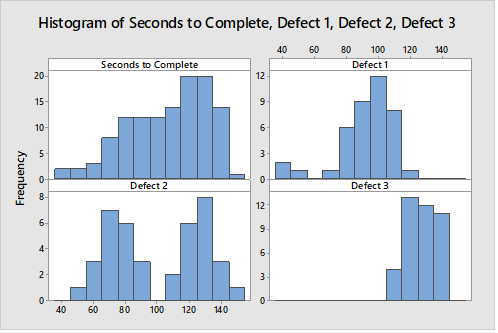 Histogram of Seconds to Complete, Defect 1, Defect 2, Defect 3
40 60 80 100 120 140
Seconds to Complete
Defect 1
20
15
10
5
0
12
9
6
3
0
Frequency
Defect 2
Defect 3
8
6
4
2
0
12
9
6
3
0
40 60 80 100 120 140